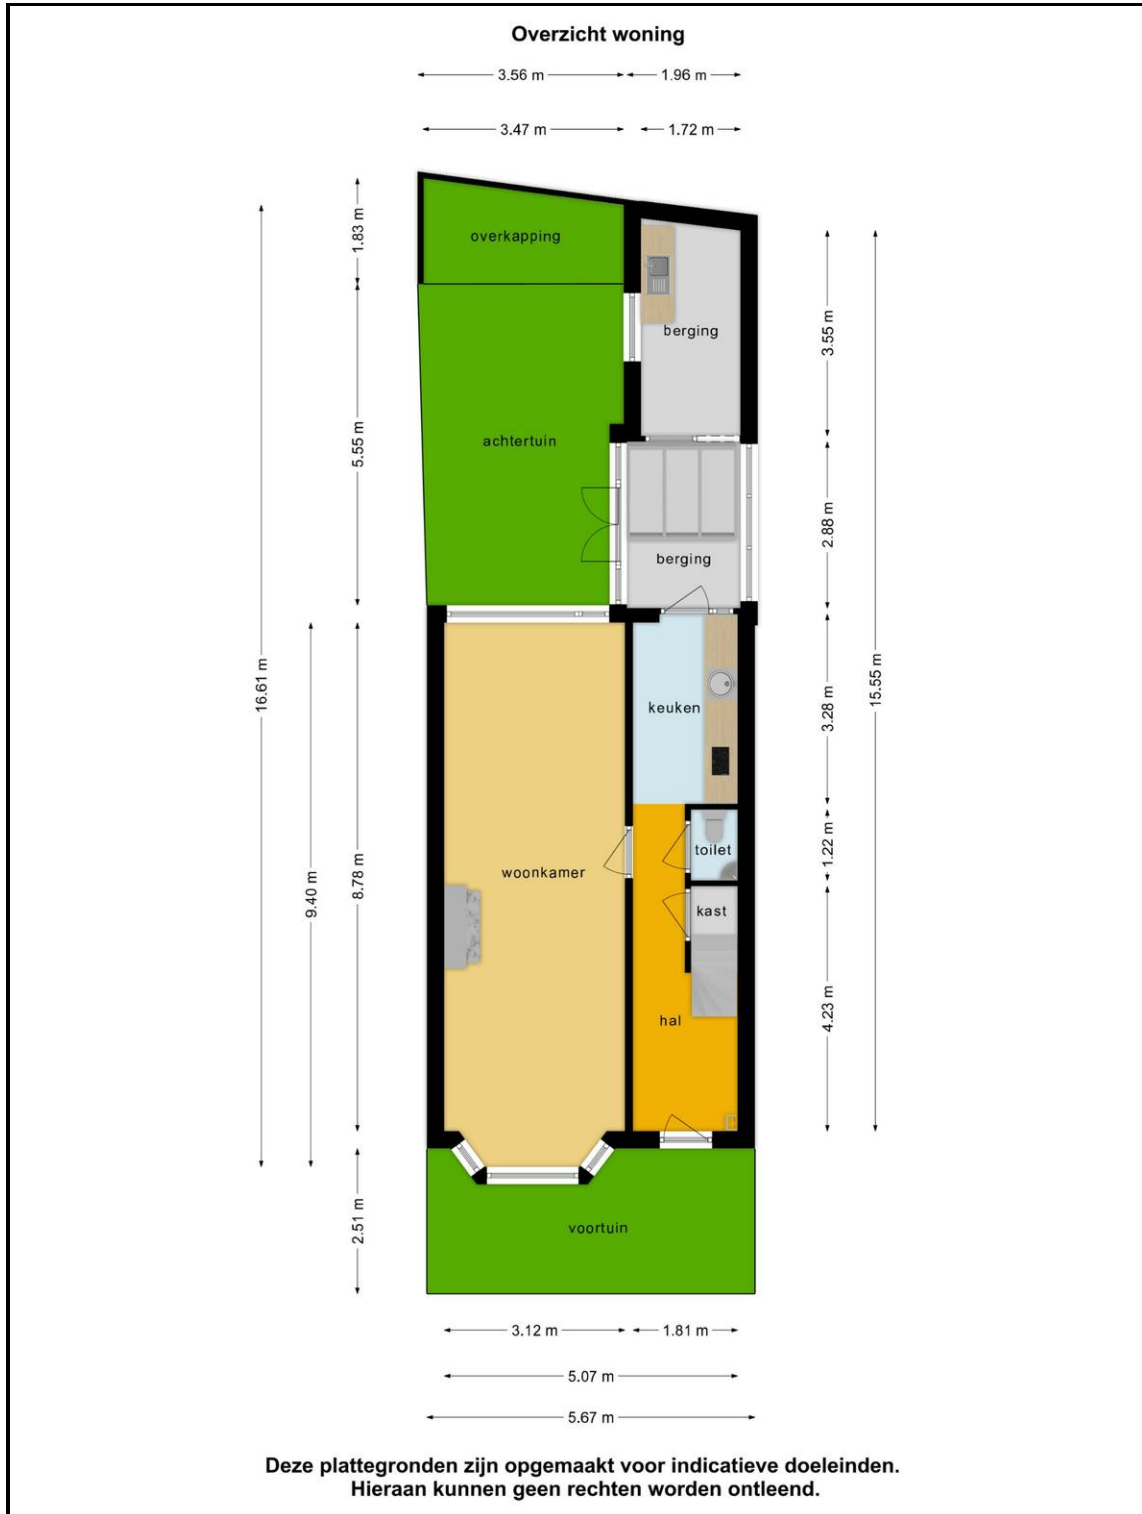 Overzicht woning
3.56 m
1.96 m
3.47 m
1.72 m
1.83 m
16.61 m
overkapping
berging
3.55 m
5.55 m
achtertuin
2.88 m
berging
15.55 m
keuken
3.28 m
9.40 m
8.78 m
woonkamer
toilet
1.22 m
kast
hal
4.23 m
2.51 m
voortuin
3.12 m
1.81 m
5.07 m
5.67 m
Deze plattegronden zijn opgemaakt voor indicatieve doeleinden.
Hieraan kunnen geen rechten worden ontleend.